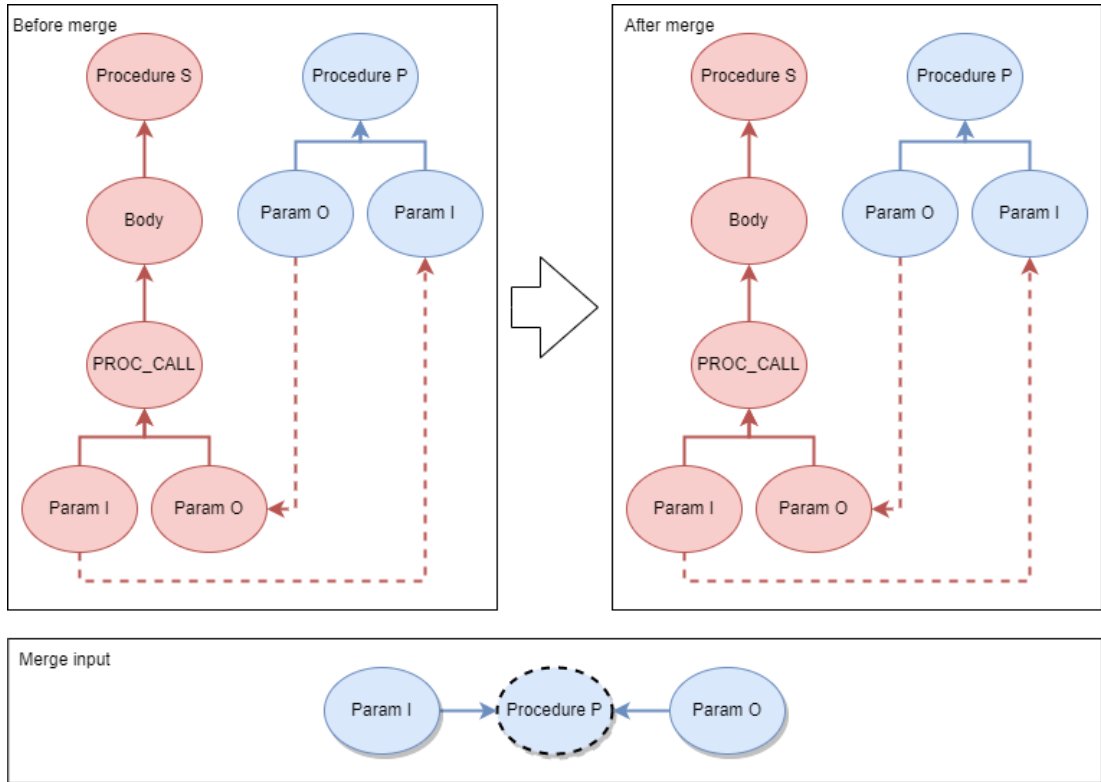 Before merge
Procedure S
Procedure P
Param O
Param I
Body
PROC_CALL
Param I
Param O
After merge
Procedure S
Procedure P
Param O
Param I
Body
PROC_CALL
Param I
Param O
Merge input
Param I
Procedure P
Param O